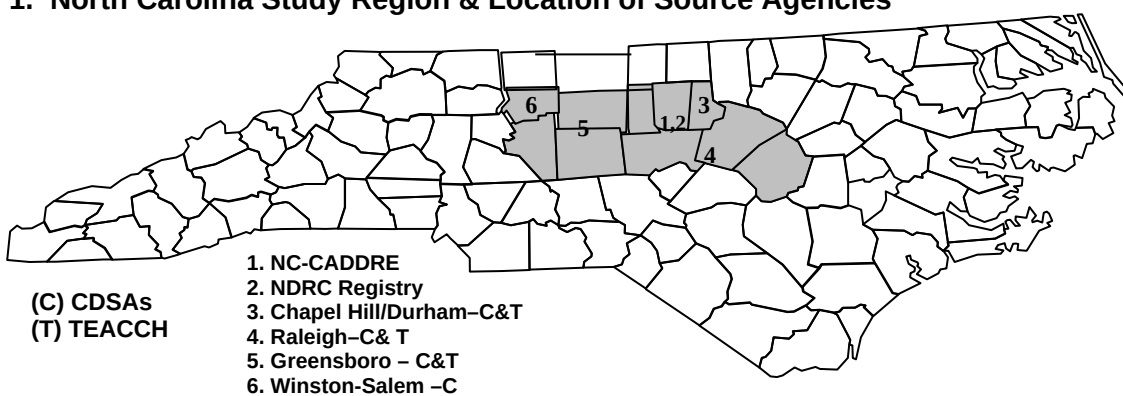 1. North Carolina Study Region & Location of Source Agencies
6
3
5
1,2
4
1. NC-CADDRE
2. NDRC Registry
(C) CDSAs
3. Chapel Hill/Durham–C&T
(T) TEACCH
4. Raleigh–C& T
5. Greensboro – C&T
6. Winston-Salem –C